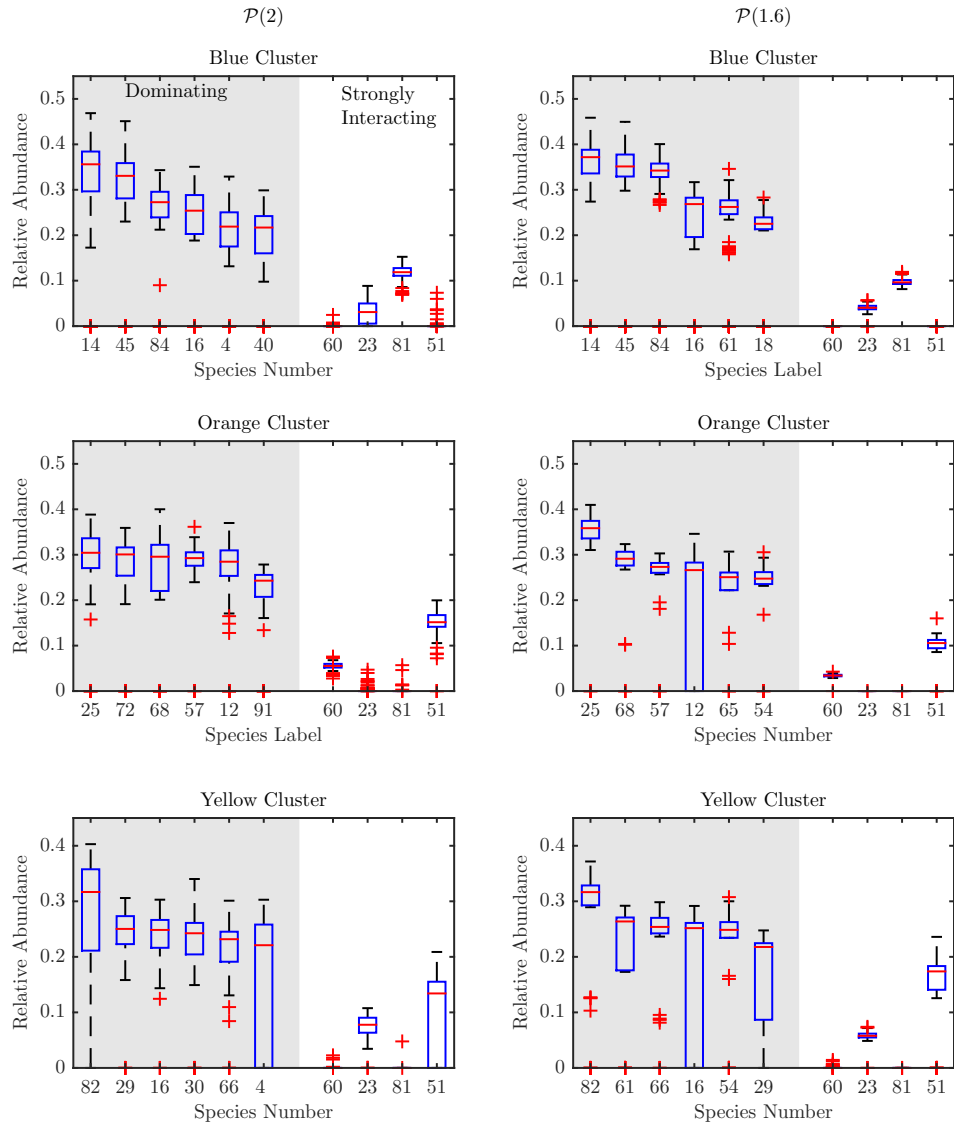 𝒫(2)
𝒫(1.6)
Blue Cluster
Dominating
Strongly
Interacting
Relative Abundance
0.5
0.4
0.3
0.2
0.1
0
14 45 84 16 4 40 60 23 81 51
Species Number
Blue Cluster
Relative Abundance
0.5
0.4
0.3
0.2
0.1
0
14 45 84 16 61 18 60 23 81 51
Species Label
Orange Cluster
Relative Abundance
0.5
0.4
0.3
0.2
0.1
0
25 72 68 57 12 91 60 23 81 51
Species Label
Orange Cluster
Relative Abundance
0.5
0.4
0.3
0.2
0.1
0
25 68 57 12 65 54 60 23 81 51
Species Number
Yellow Cluster
Relative Abundance
0.4
0.3
0.2
0.1
0
82 29 16 30 66 4 60 23 81 51
Species Number
Yellow Cluster
Relative Abundance
0.4
0.3
0.2
0.1
0
82 61 66 16 54 29 60 23 81 51
Species Number